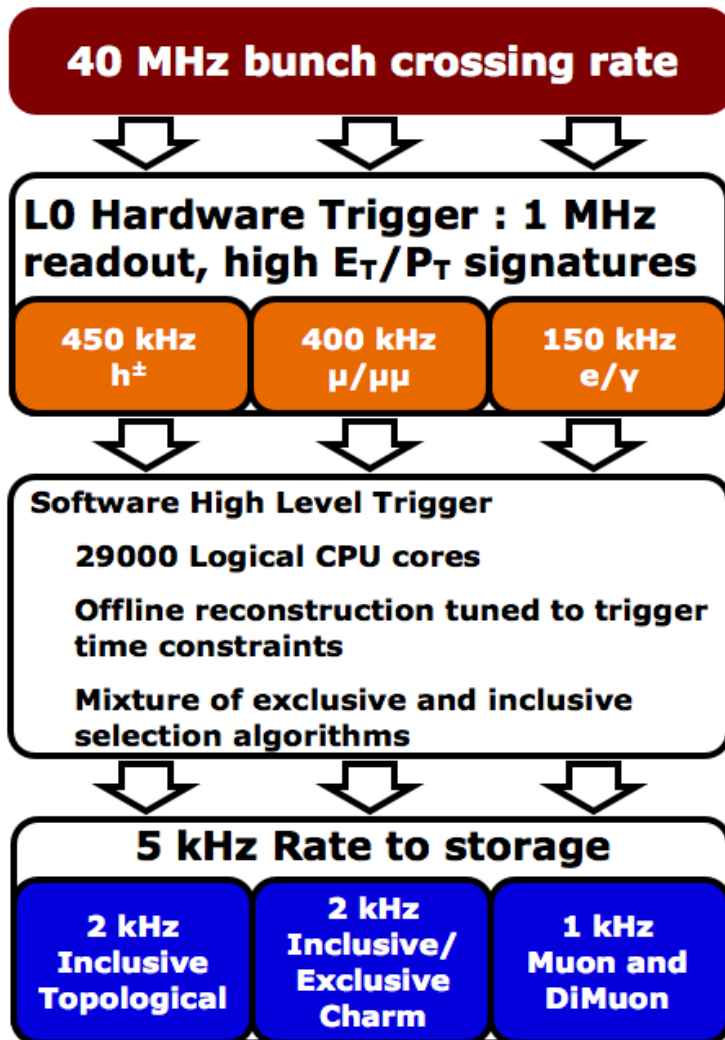 40 MHz bunch crossing rate
L0 Hardware Trigger : 1 MHz
readout, high E_T/P_T signatures
450 kHz
h±
400 kHz
μ/μμ
150 kHz
e/γ
Software High Level Trigger
29000 Logical CPU cores
Offline reconstruction tuned to trigger
time constraints
Mixture of exclusive and inclusive
selection algorithms
5 kHz Rate to storage
2 kHz
Inclusive
Topological
2 kHz
Inclusive/
Exclusive
Charm
1 kHz
Muon and
DiMuon